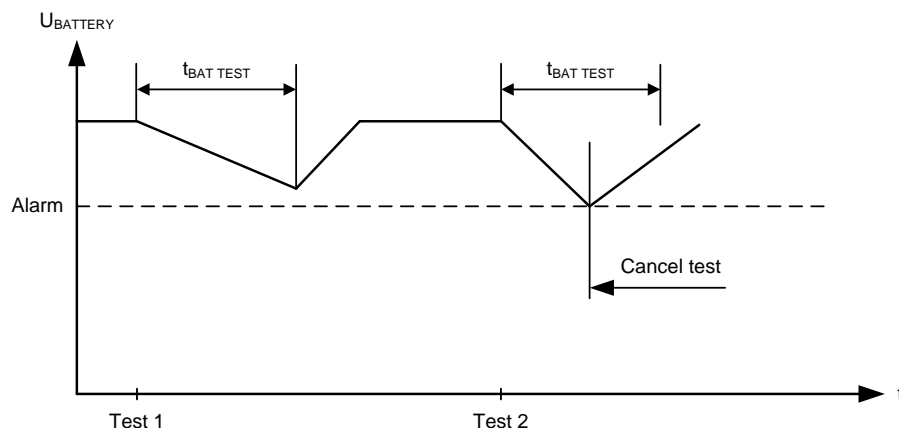 UBATTERY
tBAT TEST
tBAT TEST
Alarm
Cancel test
t
Test 1
Test 2